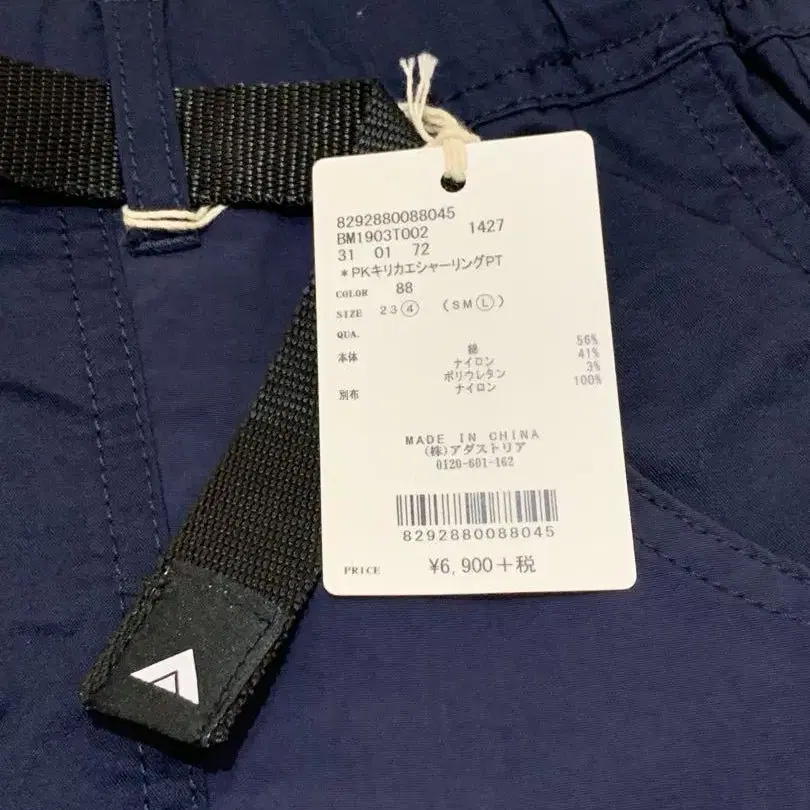 8292880088045
BM1903T002 1427
31 01 72
*PKキリカエシャーリングPT
COLOR 88
SIZE 2 3 4 (S M L)
QUA.
本体 綿 56%
ナイロン 41%
ポリウレタン 3%
別布 ナイロン 100%
MADE IN CHINA
(株)アダストリア
0120-601-162
8292880088045
PRICE ¥6,900+税